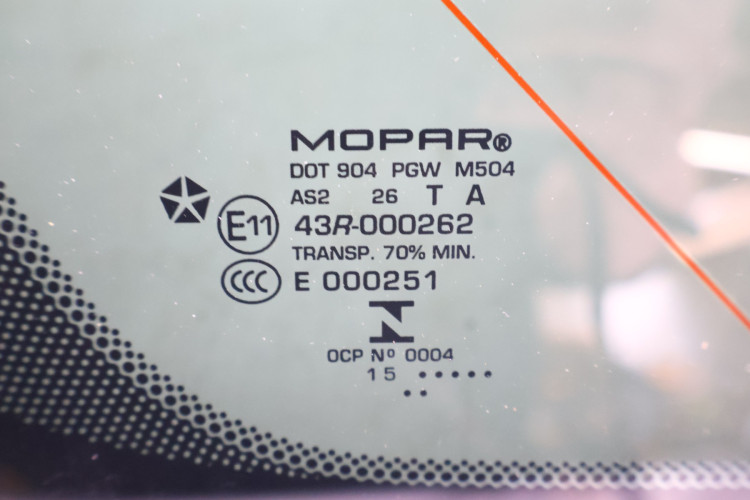 MOPAR®
DOT 904 PGW M504
AS2 26 T A
E11 43R-000262
TRANSP. 70% MIN.
CCC E 000251
OCP Nº 0004
15 . . . . .
. .